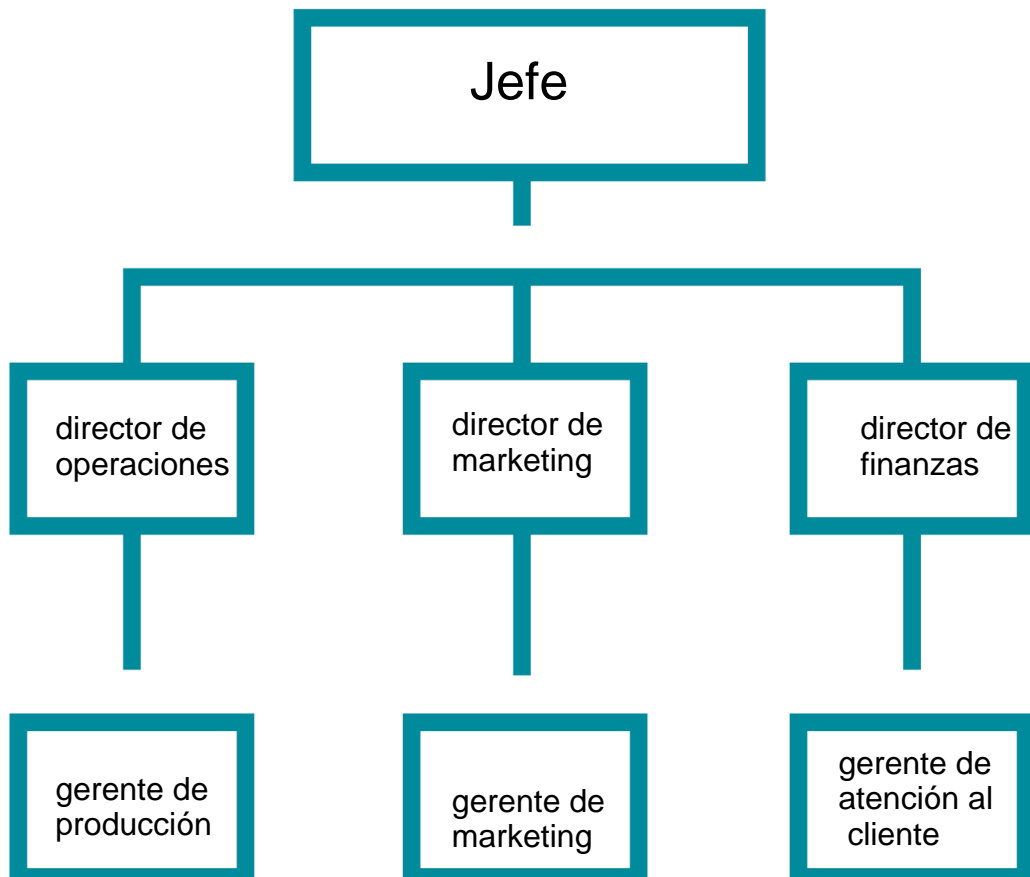 Jefe
director de
operaciones
director de
marketing
director de
finanzas
gerente de
producción
gerente de
marketing
gerente de
atención al
cliente